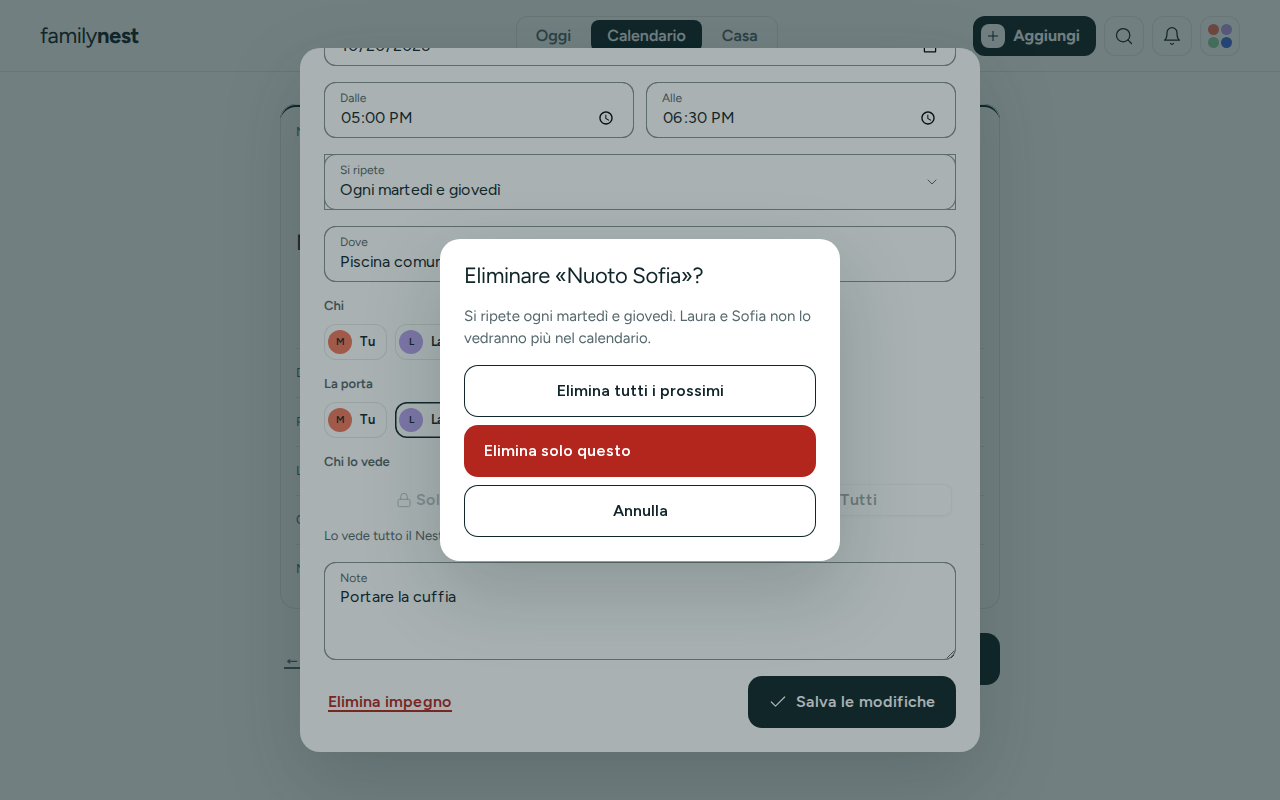 familynest
Oggi
Calendario
Casa
Aggiungi
Dalle
05:00 PM
Alle
06:30 PM
Si ripete
Ogni martedì e giovedì
Dove
Piscina comu
Eliminare «Nuoto Sofia»?
Si ripete ogni martedì e giovedì. Laura e Sofia non lo
vedranno più nel calendario.
Elimina tutti i prossimi
Elimina solo questo
Annulla
Chi
M Tu
L La
La porta
M Tu
L La
Chi lo vede
Sol
Tutti
Lo vede tutto il Nest
Note
Portare la cuffia
Elimina impegno
Salva le modifiche